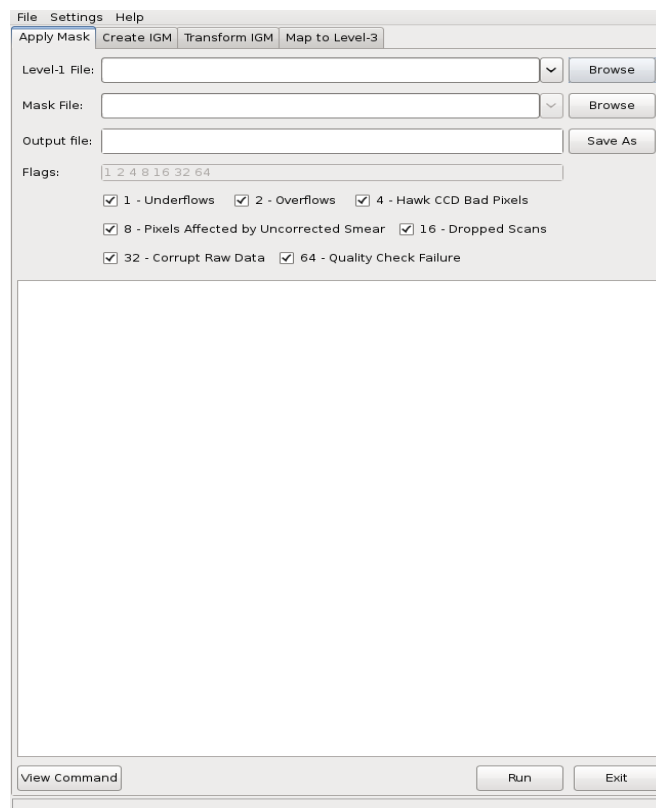 File Settings Help
Apply Mask Create IGM Transform IGM Map to Level-3
Level-1 File: Browse
Mask File: Browse
Output file: Save As
Flags: 1 2 4 8 16 32 64
1 - Underflows 2 - Overflows 4 - Hawk CCD Bad Pixels
8 - Pixels Affected by Uncorrected Smear 16 - Dropped Scans
32 - Corrupt Raw Data 64 - Quality Check Failure
View Command Run Exit